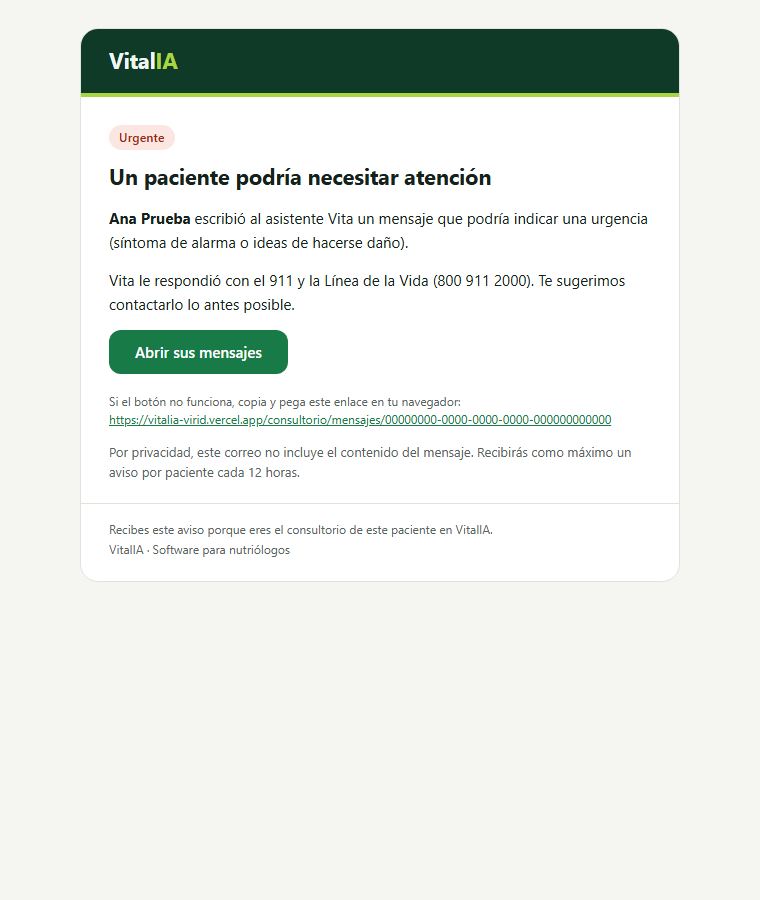 VitalIA
Urgente
Un paciente podría necesitar atención
Ana Prueba escribió al asistente Vita un mensaje que podría indicar una urgencia
(síntoma de alarma o ideas de hacerse daño).
Vita le respondió con el 911 y la Línea de la Vida (800 911 2000). Te sugerimos
contactarlo lo antes posible.
Abrir sus mensajes
Si el botón no funciona, copia y pega este enlace en tu navegador:
https://vitalia-virid.vercel.app/consultorio/mensajes/00000000-0000-0000-0000-000000000000
Por privacidad, este correo no incluye el contenido del mensaje. Recibirás como máximo un
aviso por paciente cada 12 horas.
Recibes este aviso porque eres el consultorio de este paciente en VitalIA.
VitalIA · Software para nutriólogos